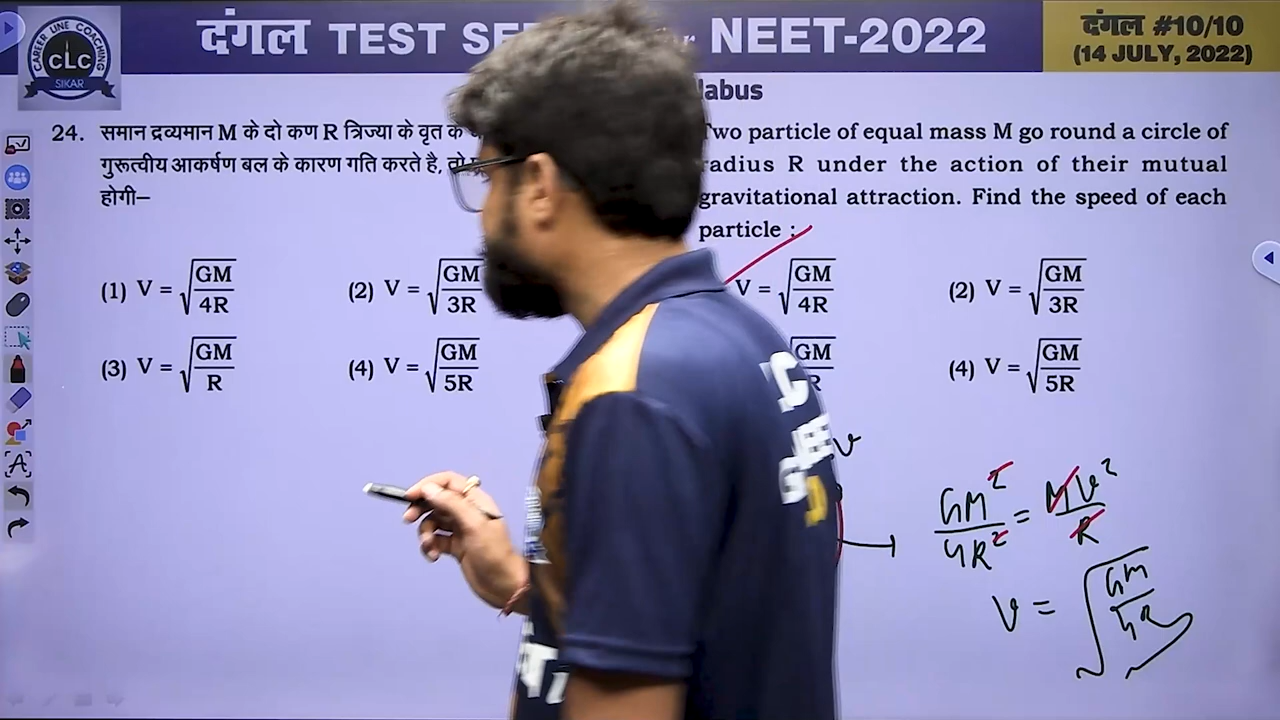 दंगल TEST SE r NEET-2022
दंगल #10/10
(14 JULY, 2022)
CAREER LINE COACHING
CLC
SIKAR
labus
24. समान द्रव्यमान M के दो कण R त्रिज्या के वृत के
गुरूत्वीय आकर्षण बल के कारण गति करते है, तो
होगी–
(1) V = √(GM/4R) (2) V = √(GM/3R)
(3) V = √(GM/R) (4) V = √(GM/5R)
Two particle of equal mass M go round a circle of
radius R under the action of their mutual
gravitational attraction. Find the speed of each
particle :
V = √(GM/4R) (2) V = √(GM/3R)
GM/R (4) V = √(GM/5R)
v
GM²/4R² = Mv²/R
v = √(GM/4R)